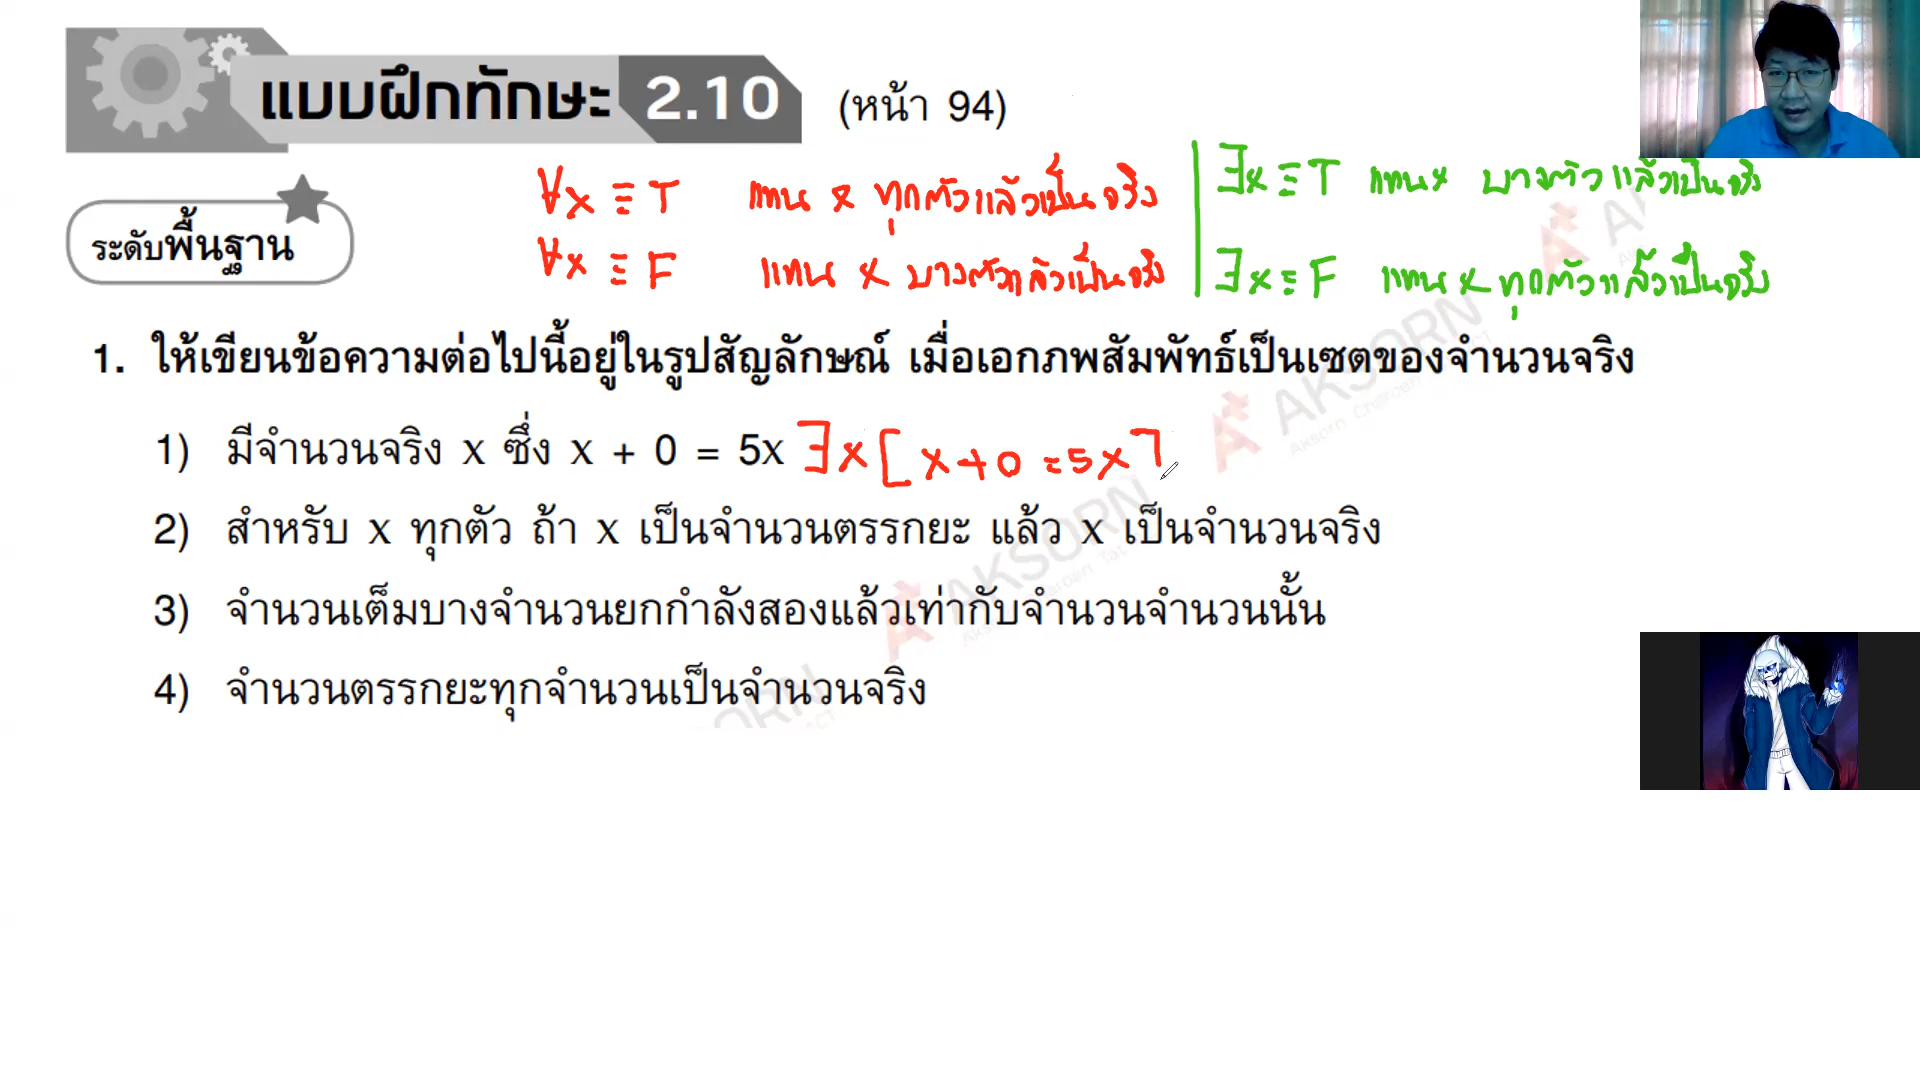 แบบฝึกทักษะ 2.10 (หน้า 94)
ระดับพื้นฐาน
∀x ≡ T แทน x ทุกตัวแล้วเป็นจริง
∀x ≡ F แทน x บางตัวแล้วเป็นจริง
∃x ≡ T แทน x บางตัวแล้วเป็นจริง
∃x ≡ F แทน x ทุกตัวแล้วเป็นจริง
1. ให้เขียนข้อความต่อไปนี้อยู่ในรูปสัญลักษณ์ เมื่อเอกภพสัมพัทธ์เป็นเซตของจำนวนจริง
1) มีจำนวนจริง x ซึ่ง x + 0 = 5x ∃x [ x+0 = 5x ]
2) สำหรับ x ทุกตัว ถ้า x เป็นจำนวนตรรกยะ แล้ว x เป็นจำนวนจริง
3) จำนวนเต็มบางจำนวนยกกำลังสองแล้วเท่ากับจำนวนจำนวนนั้น
4) จำนวนตรรกยะทุกจำนวนเป็นจำนวนจริง
AKSORN
AKSORN